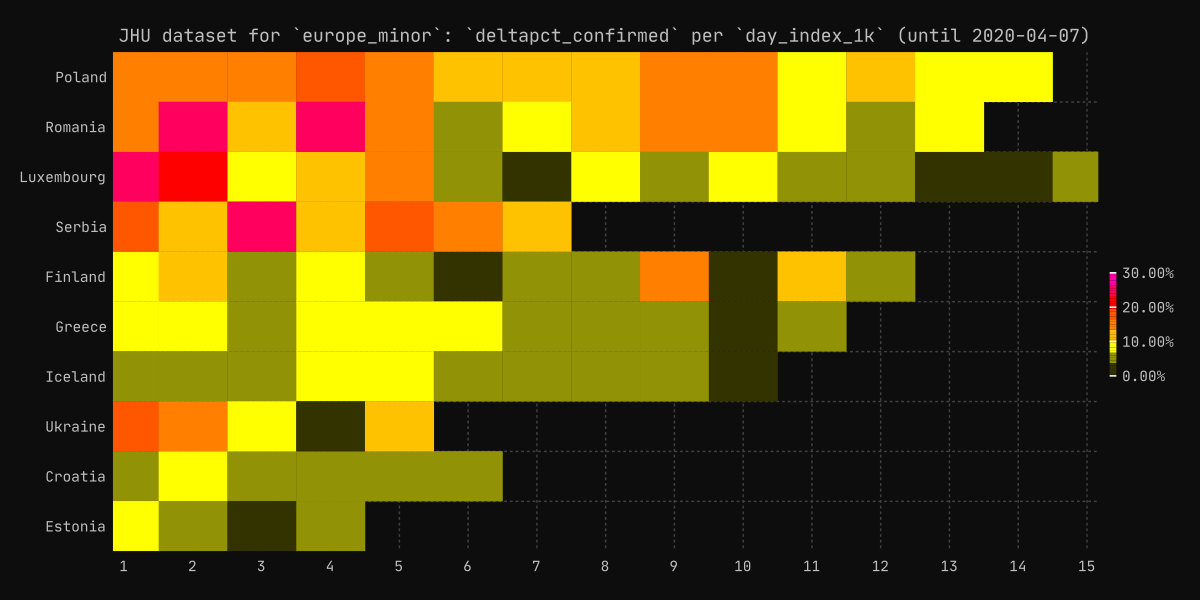 JHU dataset for `europe_minor`: `deltapct_confirmed` per `day_index_1k` (until 2020-04-07)
Poland
Romania
Luxembourg
Serbia
Finland
Greece
Iceland
Ukraine
Croatia
Estonia
30.00%
20.00%
10.00%
0.00%
1 2 3 4 5 6 7 8 9 10 11 12 13 14 15